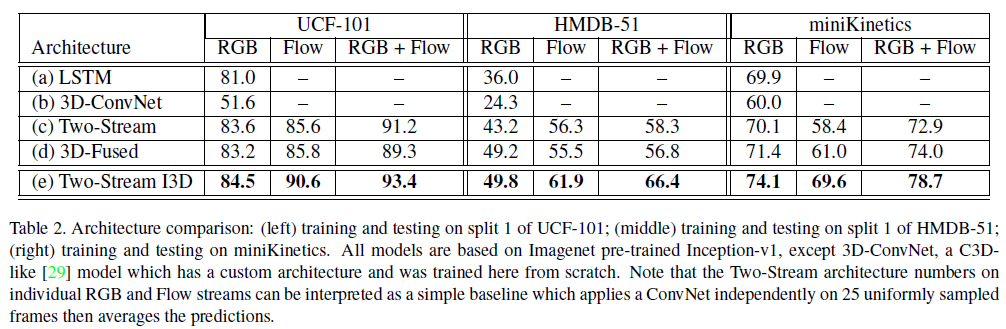 UCF-101 HMDB-51 miniKinetics
Architecture RGB Flow RGB + Flow RGB Flow RGB + Flow RGB Flow RGB + Flow
(a) LSTM 81.0 – – 36.0 – – 69.9 – –
(b) 3D-ConvNet 51.6 – – 24.3 – – 60.0 – –
(c) Two-Stream 83.6 85.6 91.2 43.2 56.3 58.3 70.1 58.4 72.9
(d) 3D-Fused 83.2 85.8 89.3 49.2 55.5 56.8 71.4 61.0 74.0
(e) Two-Stream I3D 84.5 90.6 93.4 49.8 61.9 66.4 74.1 69.6 78.7
Table 2. Architecture comparison: (left) training and testing on split 1 of UCF-101; (middle) training and testing on split 1 of HMDB-51;
(right) training and testing on miniKinetics. All models are based on Imagenet pre-trained Inception-v1, except 3D-ConvNet, a C3D-
like [29] model which has a custom architecture and was trained here from scratch. Note that the Two-Stream architecture numbers on
individual RGB and Flow streams can be interpreted as a simple baseline which applies a ConvNet independently on 25 uniformly sampled
frames then averages the predictions.